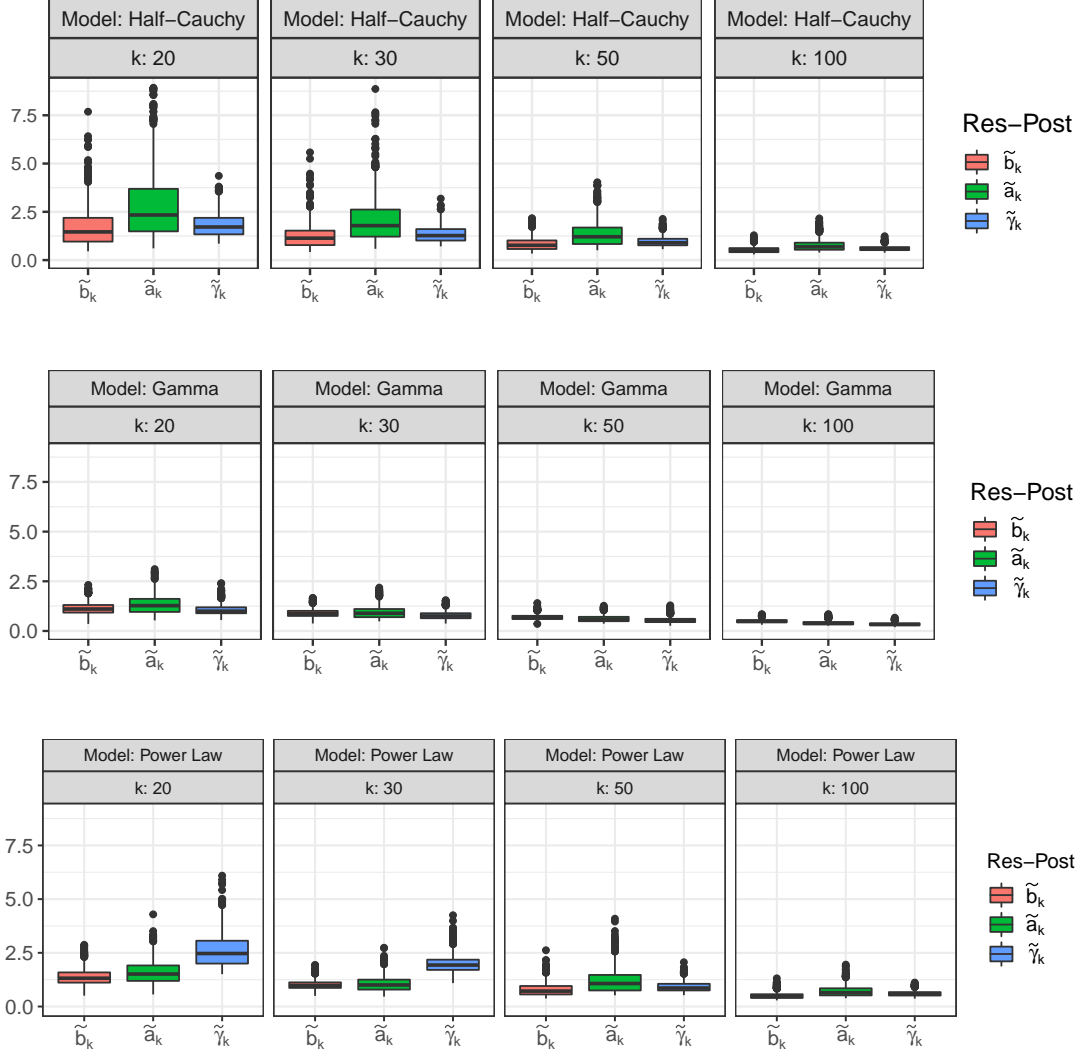 Model: Half−Cauchy Model: Half−Cauchy Model: Half−Cauchy Model: Half−Cauchy
k: 20 k: 30 k: 50 k: 100
7.5
5.0
2.5
0.0
b̃ₖ ãₖ γ̃ₖ b̃ₖ ãₖ γ̃ₖ b̃ₖ ãₖ γ̃ₖ b̃ₖ ãₖ γ̃ₖ
Res−Post
b̃ₖ
ãₖ
γ̃ₖ
Model: Gamma Model: Gamma Model: Gamma Model: Gamma
k: 20 k: 30 k: 50 k: 100
7.5
5.0
2.5
0.0
b̃ₖ ãₖ γ̃ₖ b̃ₖ ãₖ γ̃ₖ b̃ₖ ãₖ γ̃ₖ b̃ₖ ãₖ γ̃ₖ
Res−Post
b̃ₖ
ãₖ
γ̃ₖ
Model: Power Law Model: Power Law Model: Power Law Model: Power Law
k: 20 k: 30 k: 50 k: 100
7.5
5.0
2.5
0.0
b̃ₖ ãₖ γ̃ₖ b̃ₖ ãₖ γ̃ₖ b̃ₖ ãₖ γ̃ₖ b̃ₖ ãₖ γ̃ₖ
Res−Post
b̃ₖ
ãₖ
γ̃ₖ